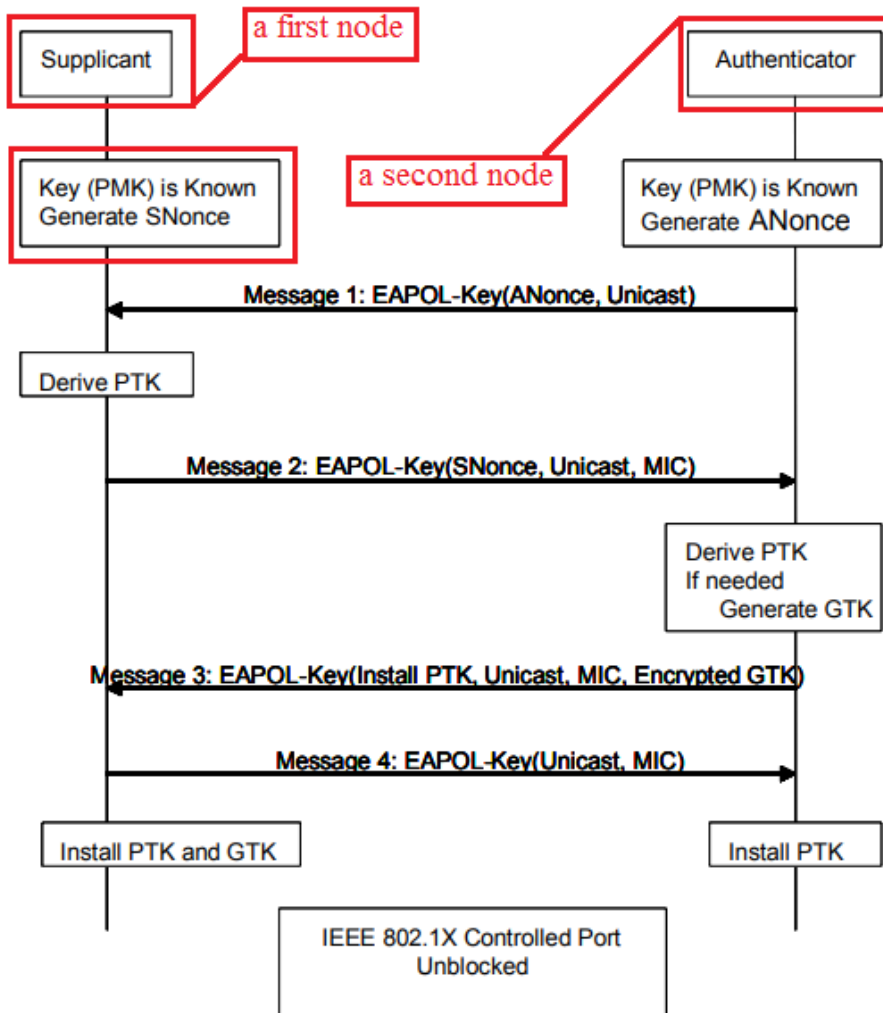 a first node
Supplicant
Authenticator
a second node
Key (PMK) is Known
Generate SNonce
Key (PMK) is Known
Generate ANonce
Message 1: EAPOL-Key(ANonce, Unicast)
Derive PTK
Message 2: EAPOL-Key(SNonce, Unicast, MIC)
Derive PTK
If needed
Generate GTK
Message 3: EAPOL-Key(Install PTK, Unicast, MIC, Encrypted GTK)
Message 4: EAPOL-Key(Unicast, MIC)
Install PTK and GTK
Install PTK
IEEE 802.1X Controlled Port
Unblocked